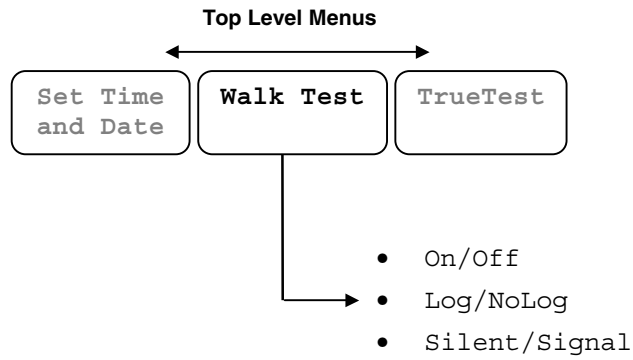 Top Level Menus
Set Time
and Date
Walk Test
TrueTest
• On/Off
• Log/NoLog
• Silent/Signal